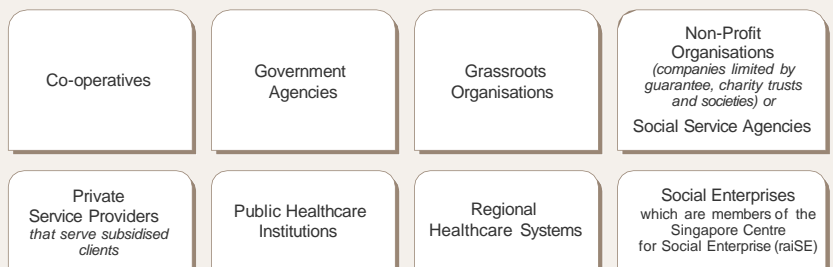 Co-operatives
Government
Agencies
Grassroots
Organisations
Non-Profit
Organisations
(companies limited by
guarantee, charity trusts
and societies) or
Social Service Agencies
Private
Service Providers
that serve subsidised
clients
Public Healthcare
Institutions
Regional
Healthcare Systems
Social Enterprises
which are members of the
Singapore Centre
for Social Enterprise (raiSE)